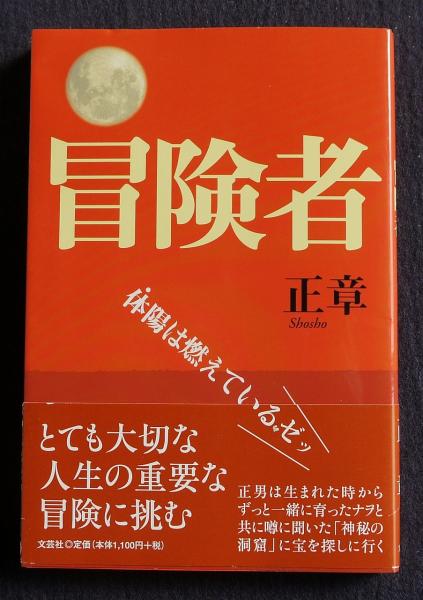 冒険者
正章
Shosho
体陽は燃えている〝ゼッ
とても大切な
人生の重要な
冒険に挑む
文芸社◎定価(本体1,100円+税)
正男は生まれた時から
ずっと一緒に育ったナヲと
共に噂に聞いた「神秘の
洞窟」に宝を探しに行く